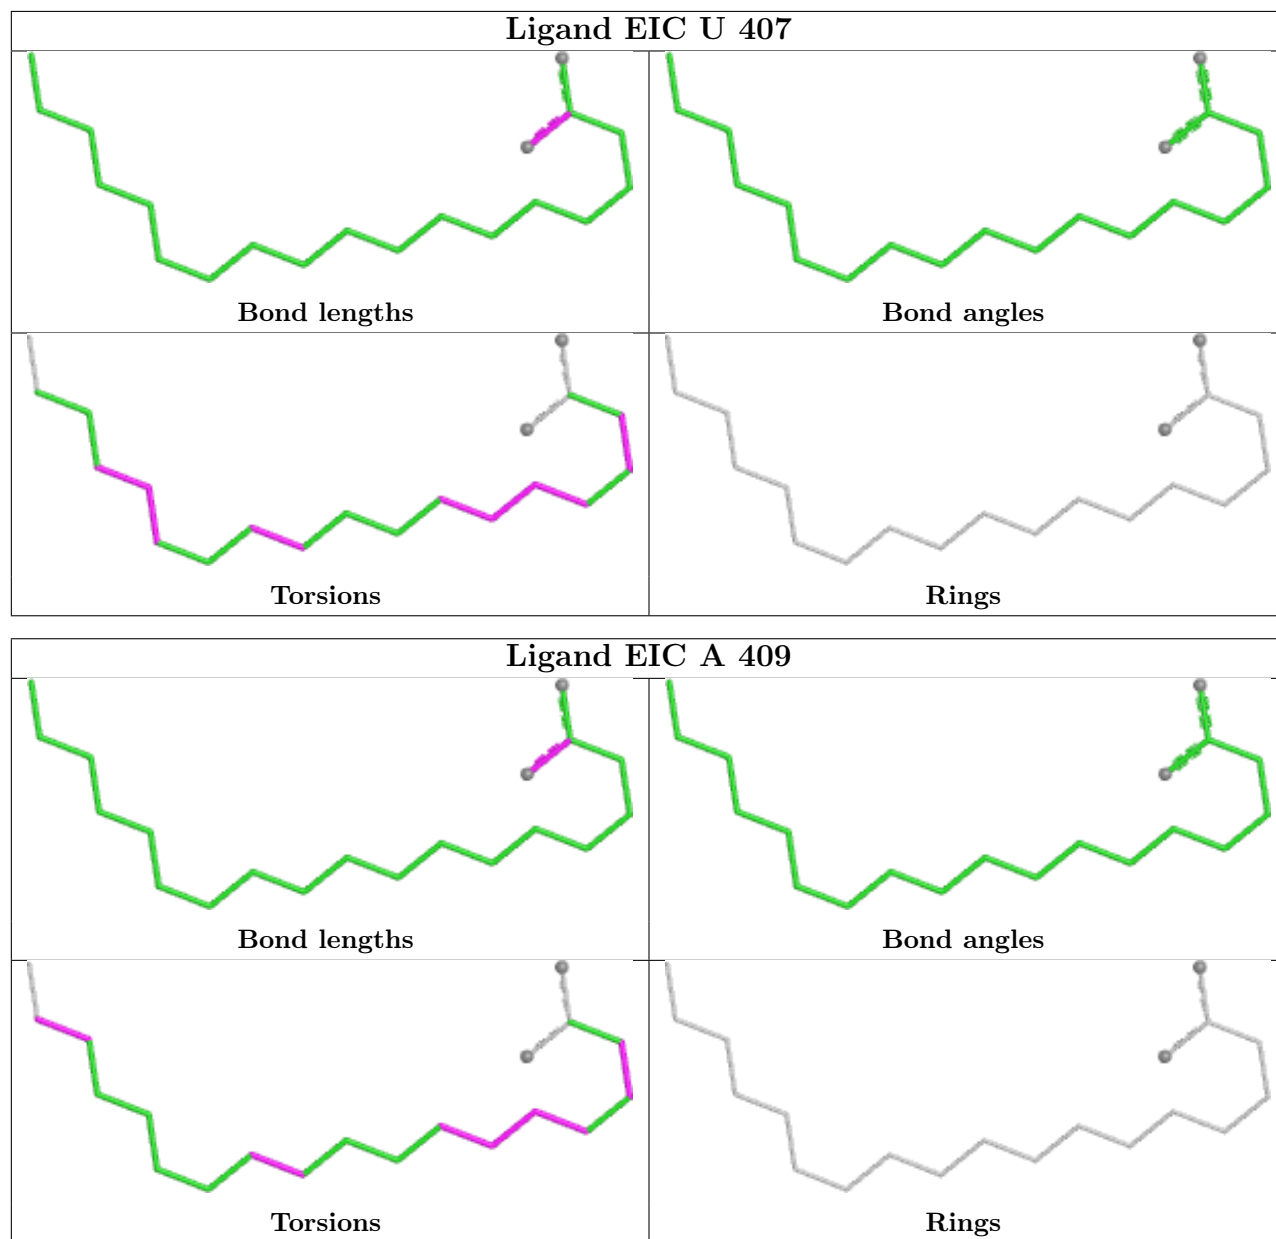 Ligand EIC U 407
Bond lengths Bond angles
Torsions Rings
Ligand EIC A 409
Bond lengths Bond angles
Torsions Rings